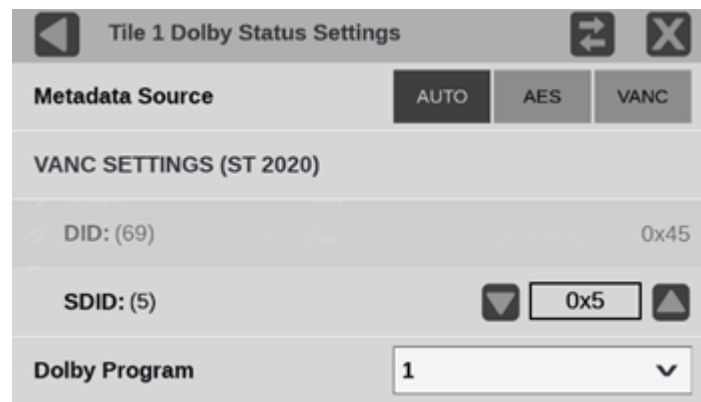 Tile 1 Dolby Status Settings
Metadata Source AUTO AES VANC
VANC SETTINGS (ST 2020)
DID: (69) 0x45
SDID: (5) 0x5
Dolby Program 1